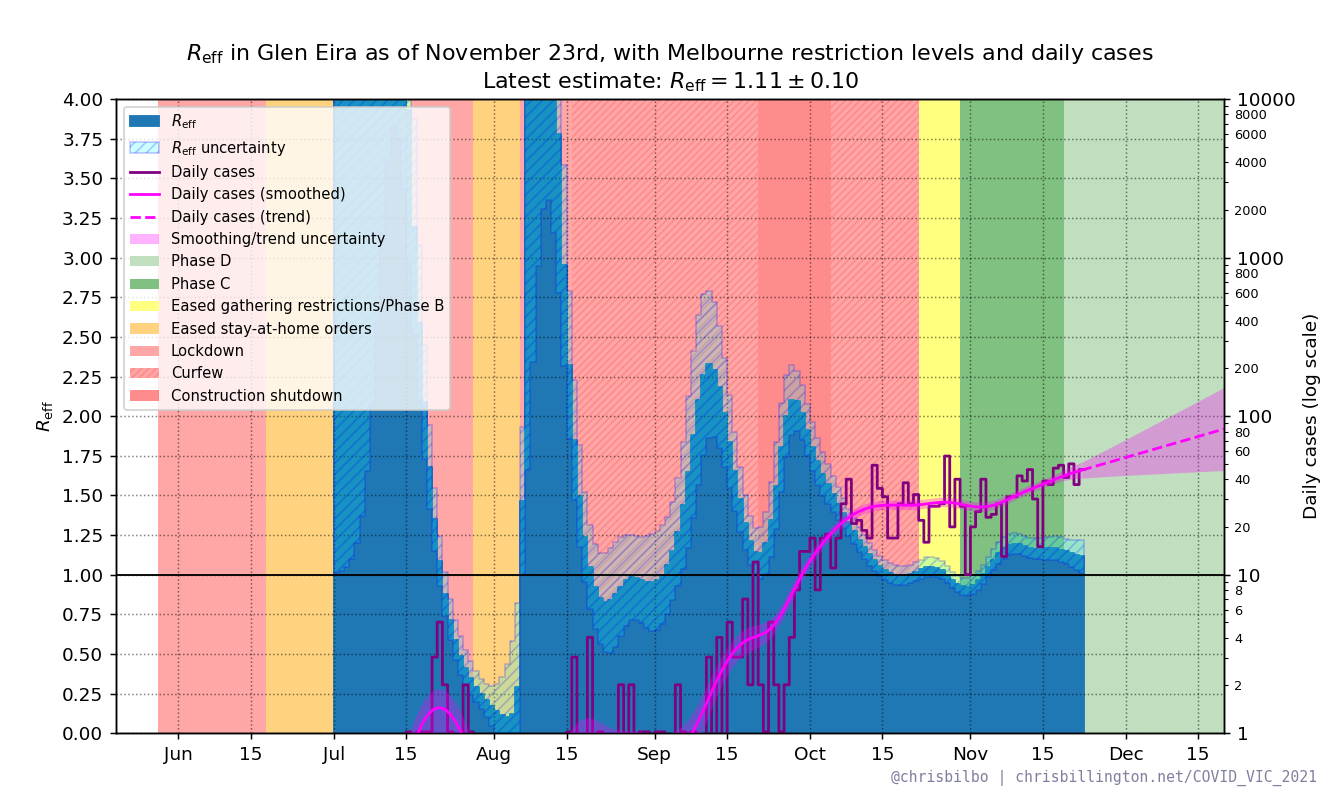 Reff in Glen Eira as of November 23rd, with Melbourne restriction levels and daily cases
Latest estimate: Reff = 1.11 ± 0.10
4.00
3.75
3.50
3.25
3.00
2.75
2.50
2.25
2.00
1.75
1.50
1.25
1.00
0.75
0.50
0.25
0.00
Reff
Reff
Reff uncertainty
Daily cases
Daily cases (smoothed)
Daily cases (trend)
Smoothing/trend uncertainty
Phase D
Phase C
Eased gathering restrictions/Phase B
Eased stay-at-home orders
Lockdown
Curfew
Construction shutdown
10000
8000
6000
4000
2000
1000
800
600
400
200
100
80
60
40
20
10
8
6
4
2
1
Daily cases (log scale)
Jun 15 Jul 15 Aug 15 Sep 15 Oct 15 Nov 15 Dec 15
@chrisbilbo | chrisbillington.net/COVID_VIC_2021